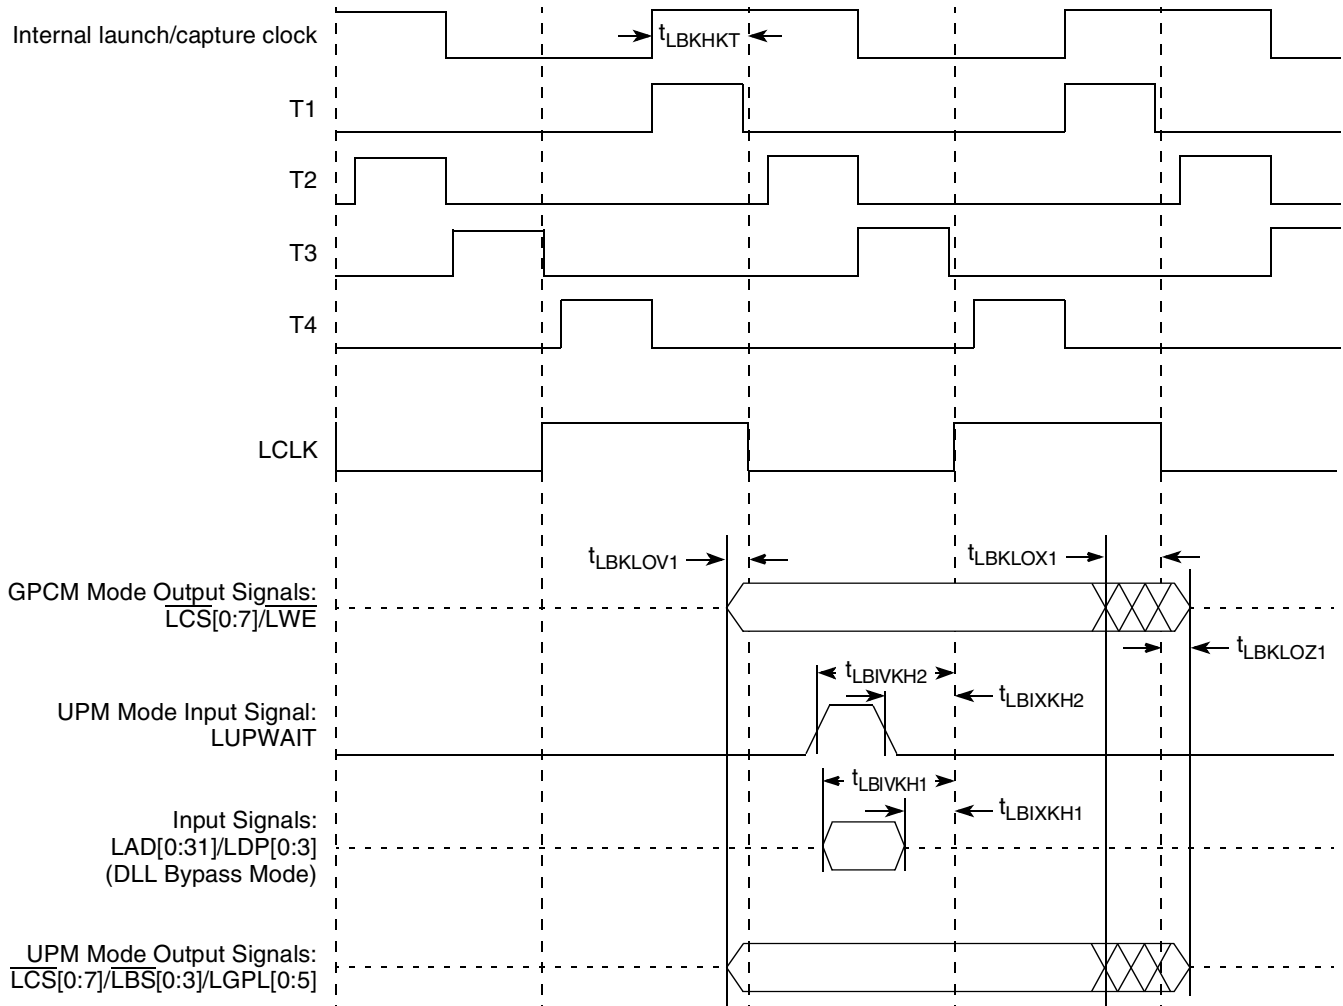 Internal launch/capture clock
tLBKHKT
T1
T2
T3
T4
LCLK
tLBKLOV1
tLBKLOX1
GPCM Mode Output Signals:
LCS[0:7]/LWE
tLBKLOZ1
tLBIVKH2
tLBIXKH2
UPM Mode Input Signal:
LUPWAIT
tLBIVKH1
tLBIXKH1
Input Signals:
LAD[0:31]/LDP[0:3]
(DLL Bypass Mode)
UPM Mode Output Signals:
LCS[0:7]/LBS[0:3]/LGPL[0:5]